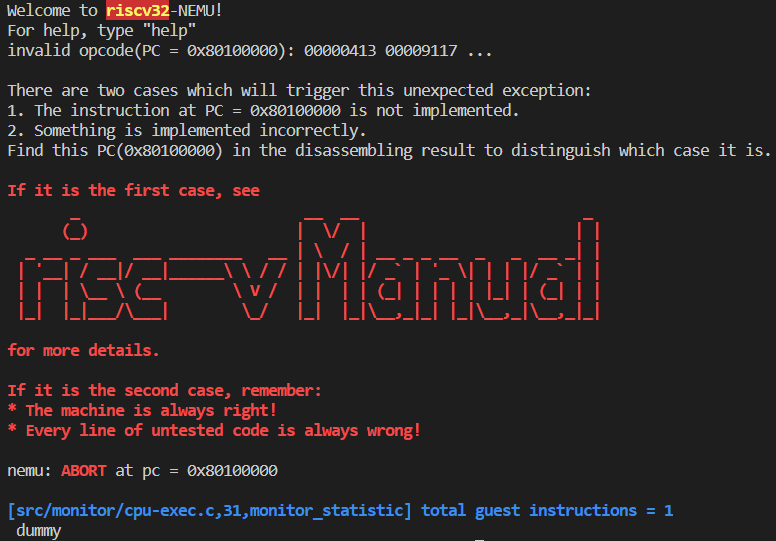 Welcome to riscv32-NEMU!
For help, type "help"
invalid opcode(PC = 0x80100000): 00000413 00009117 ...
There are two cases which will trigger this unexpected exception:
1. The instruction at PC = 0x80100000 is not implemented.
2. Something is implemented incorrectly.
Find this PC(0x80100000) in the disassembling result to distinguish which case it is.
If it is the first case, see
risc-v Manual
for more details.
If it is the second case, remember:
* The machine is always right!
* Every line of untested code is always wrong!
nemu: ABORT at pc = 0x80100000
[src/monitor/cpu-exec.c,31,monitor_statistic] total guest instructions = 1
dummy